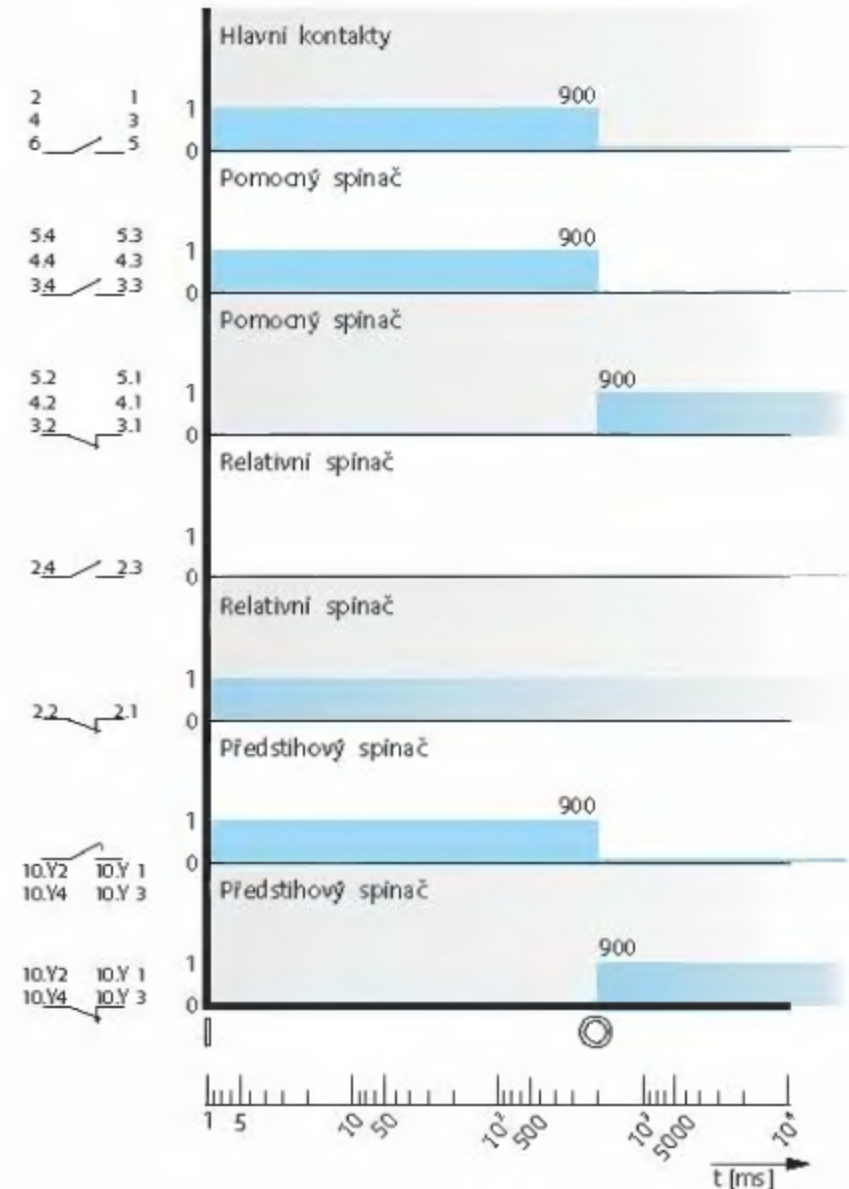 Hlavní kontakty
2 1
4 3
6 5
1
900
0
Pomocný spínač
5.4 5.3
4.4 4.3
3.4 3.3
1
900
0
Pomocný spínač
5.2 5.1
4.2 4.1
3.2 3.1
1
900
0
Relativní spínač
1
2.4 2.3
0
Relativní spínač
1
2.2 2.1
0
Předstihový spínač
1
900
0
10.Y2 10.Y 1
10.Y4 10.Y 3
Předstihový spínač
10.Y2 10.Y 1
10.Y4 10.Y 3
1
900
0
1 5 10 50 10² 500 10³ 5000 10⁴
t [ms]